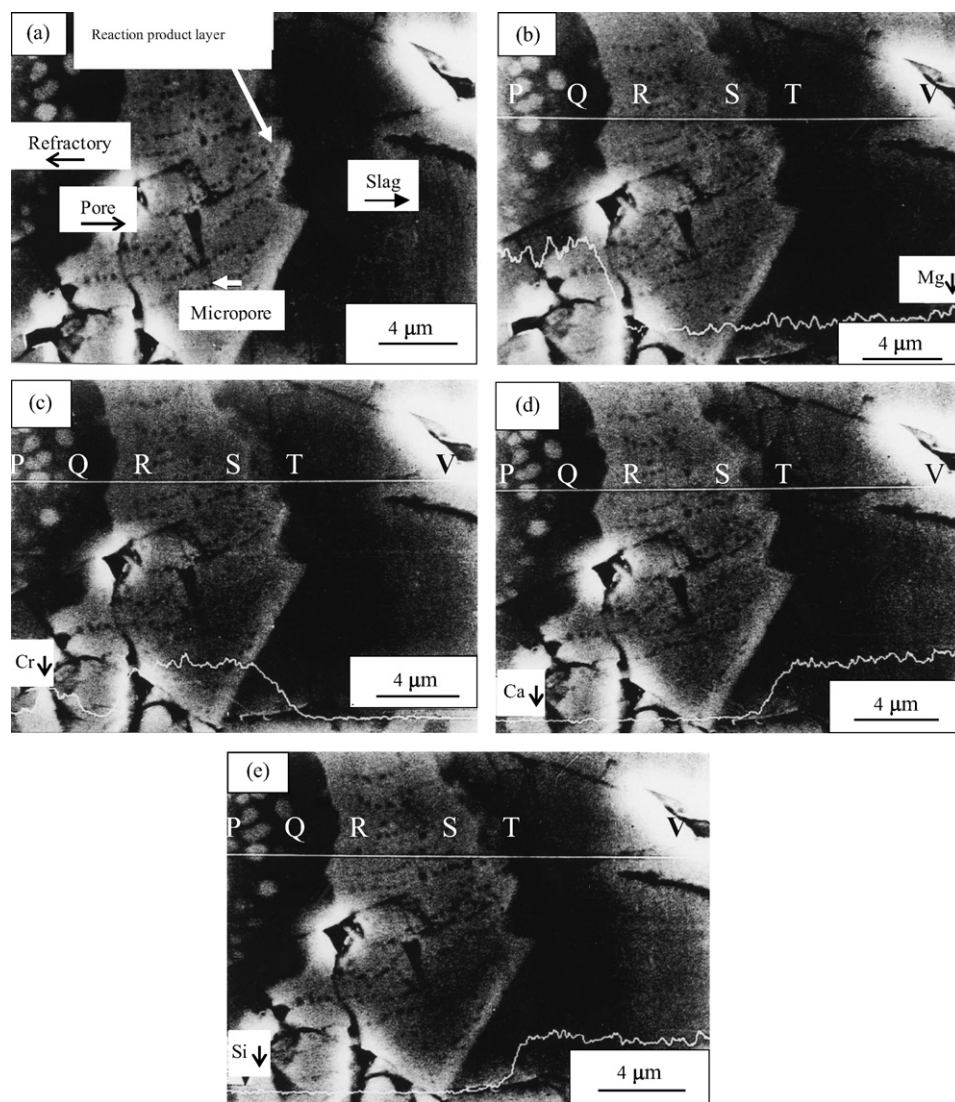 (a)
Reaction product layer
Refractory
Pore
Slag
Micropore
4 μm
(b)
P Q R S T V
Mg
4 μm
(c)
P Q R S T V
Cr
4 μm
(d)
P Q R S T V
Ca
4 μm
(e)
P Q R S T V
Si
4 μm